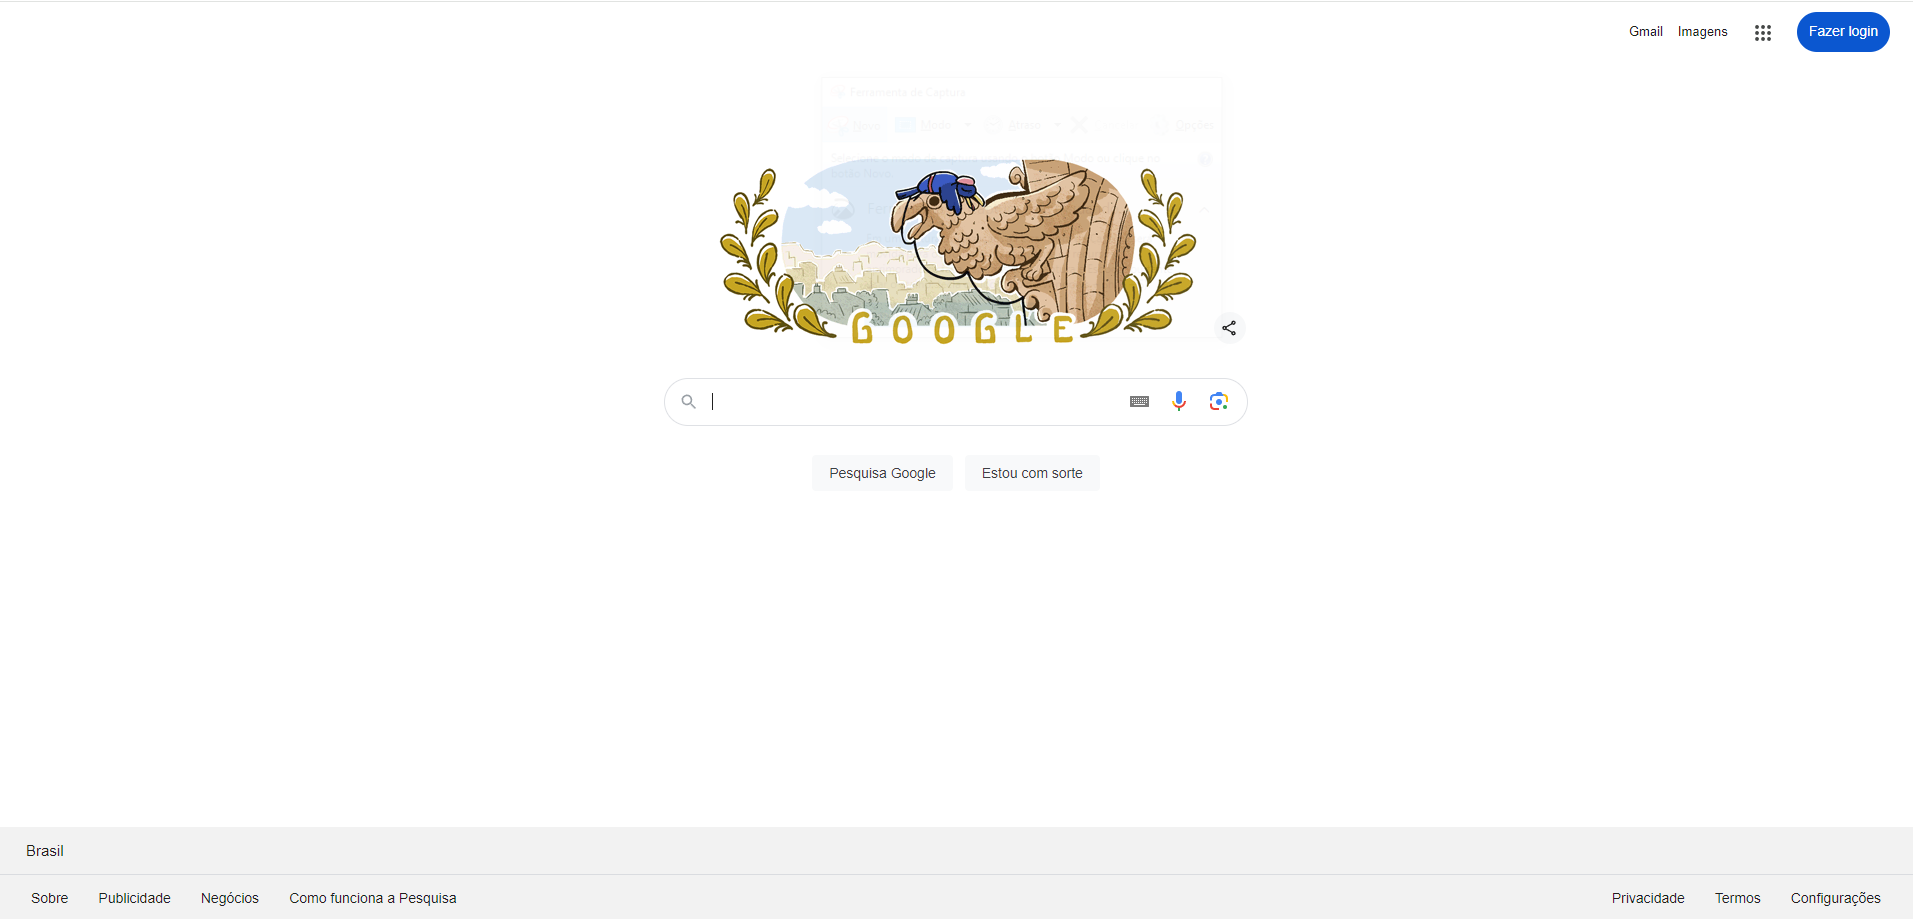 Gmail Imagens Fazer login
Ferramenta de Captura
Novo Modo Atraso Opções
GOOGLE
Pesquisa Google Estou com sorte
Brasil
Sobre Publicidade Negócios Como funciona a Pesquisa Privacidade Termos Configurações